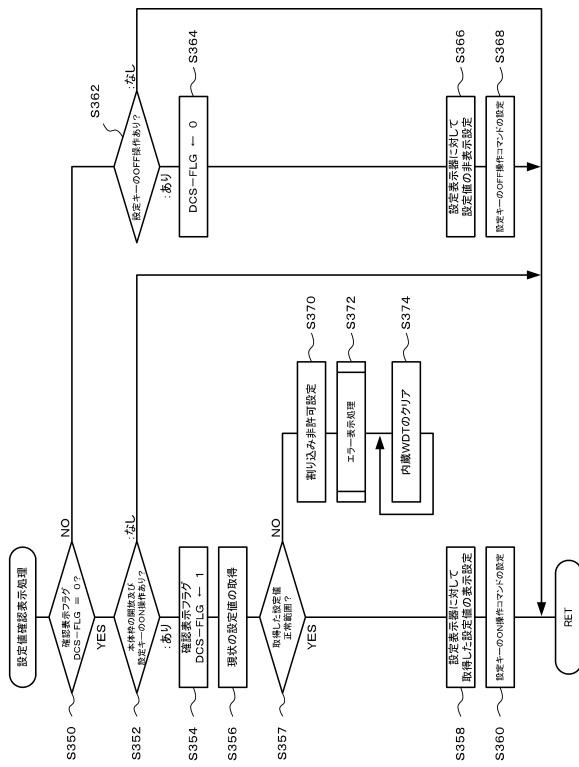 設定値確認表示処理
確認表示フラグ
DCS-FLG = 0?
S350
YES
NO
本体枠の開放及び
設定キーのON操作あり?
S352
:あり
:なし
確認表示フラグ
DCS-FLG ← 1
S354
現状の設定値の取得
S356
取得した設定値
正常範囲?
S357
YES
NO
設定表示器に対して
取得した設定値の表示設定
S358
設定キーのON操作コマンドの設定
S360
RET
割り込み非許可設定
S370
エラー表示処理
S372
内蔵WDTのクリア
S374
設定キーのOFF操作あり?
S362
:あり
:なし
DCS-FLG ← 0
S364
設定表示器に対して
設定値の非表示設定
S366
設定キーのOFF操作コマンドの設定
S368